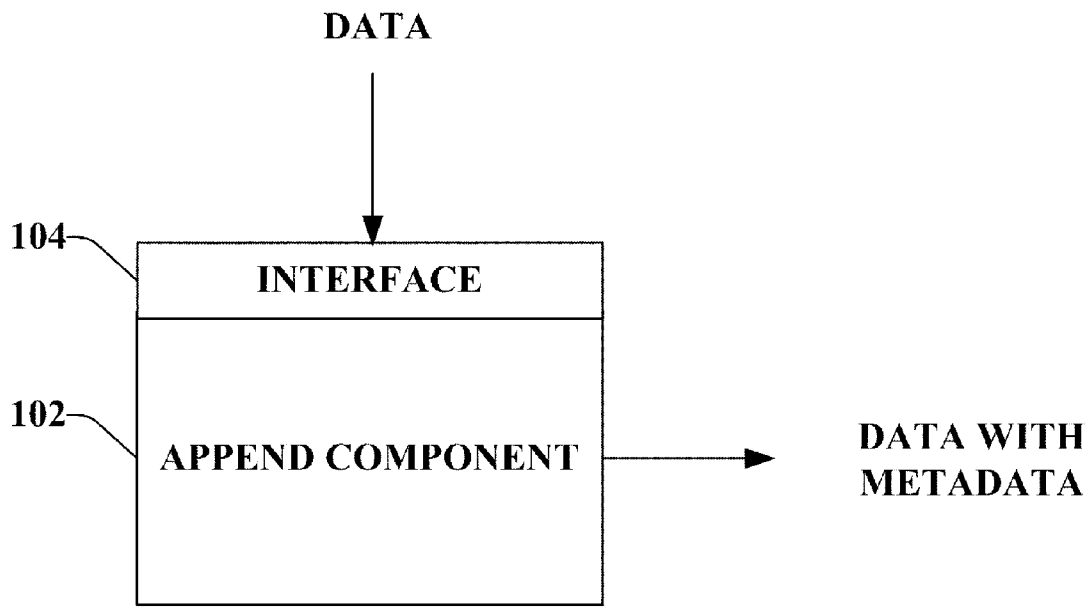 DATA
104
INTERFACE
102
APPEND COMPONENT
DATA WITH
METADATA